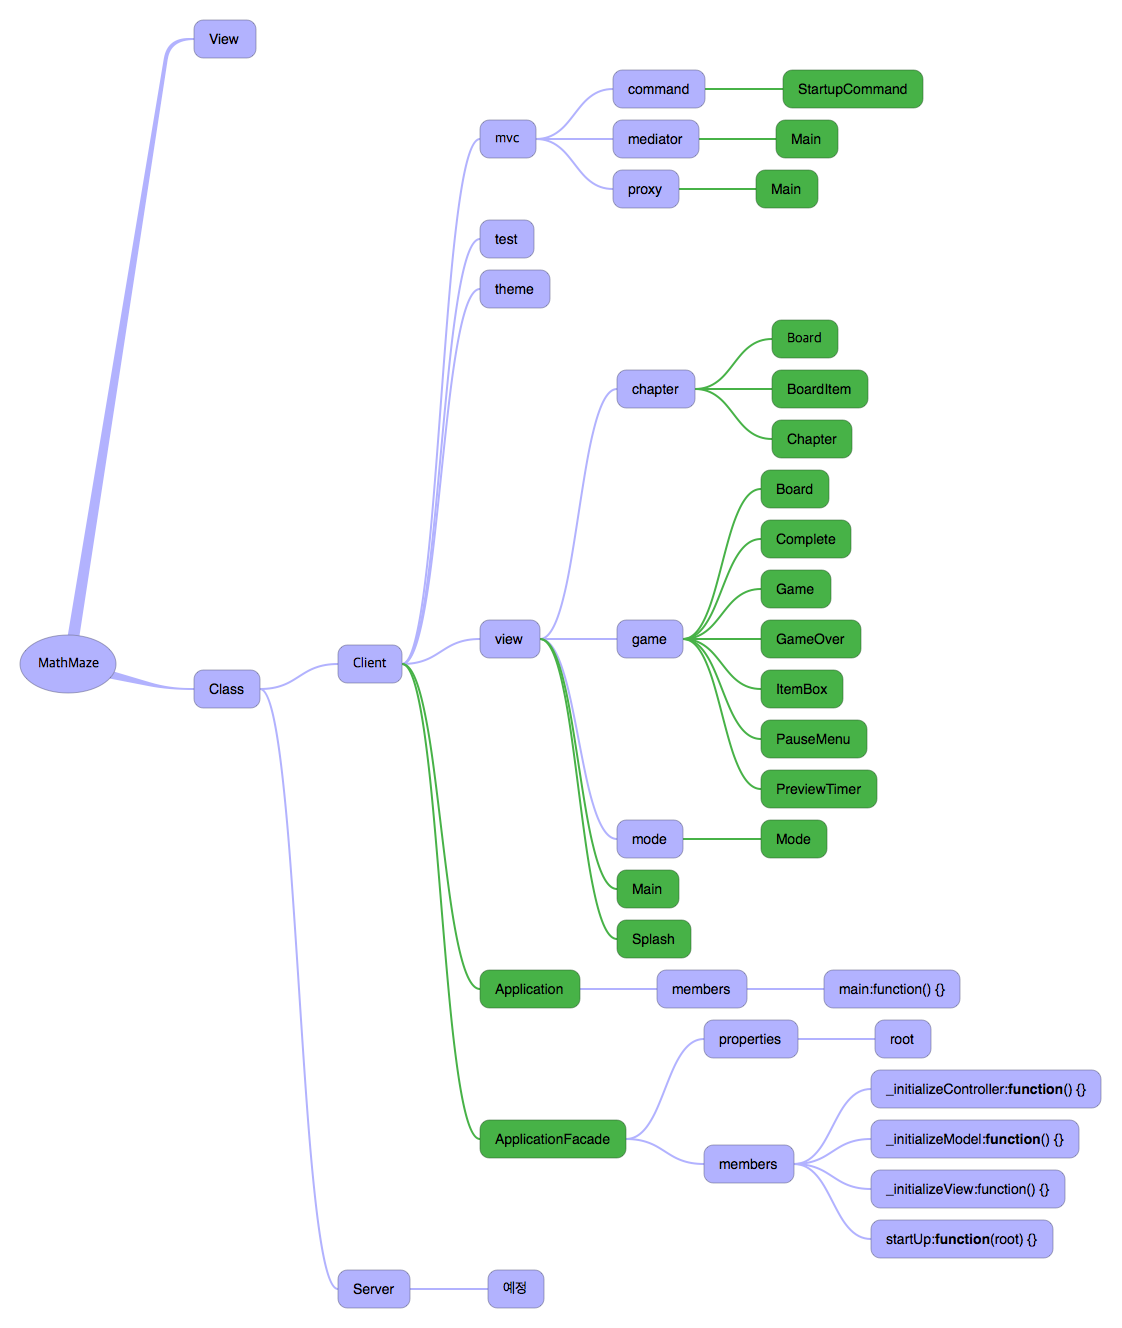 View
command
StartupCommand
mvc
mediator
Main
proxy
Main
test
theme
Board
chapter
BoardItem
Chapter
Board
Complete
Game
view
game
GameOver
MathMaze
Client
Class
ItemBox
PauseMenu
PreviewTimer
mode
Mode
Main
Splash
Application
members
main:function() {}
properties
root
_initializeController:function() {}
ApplicationFacade
_initializeModel:function() {}
members
_initializeView:function() {}
startUp:function(root) {}
Server
예정